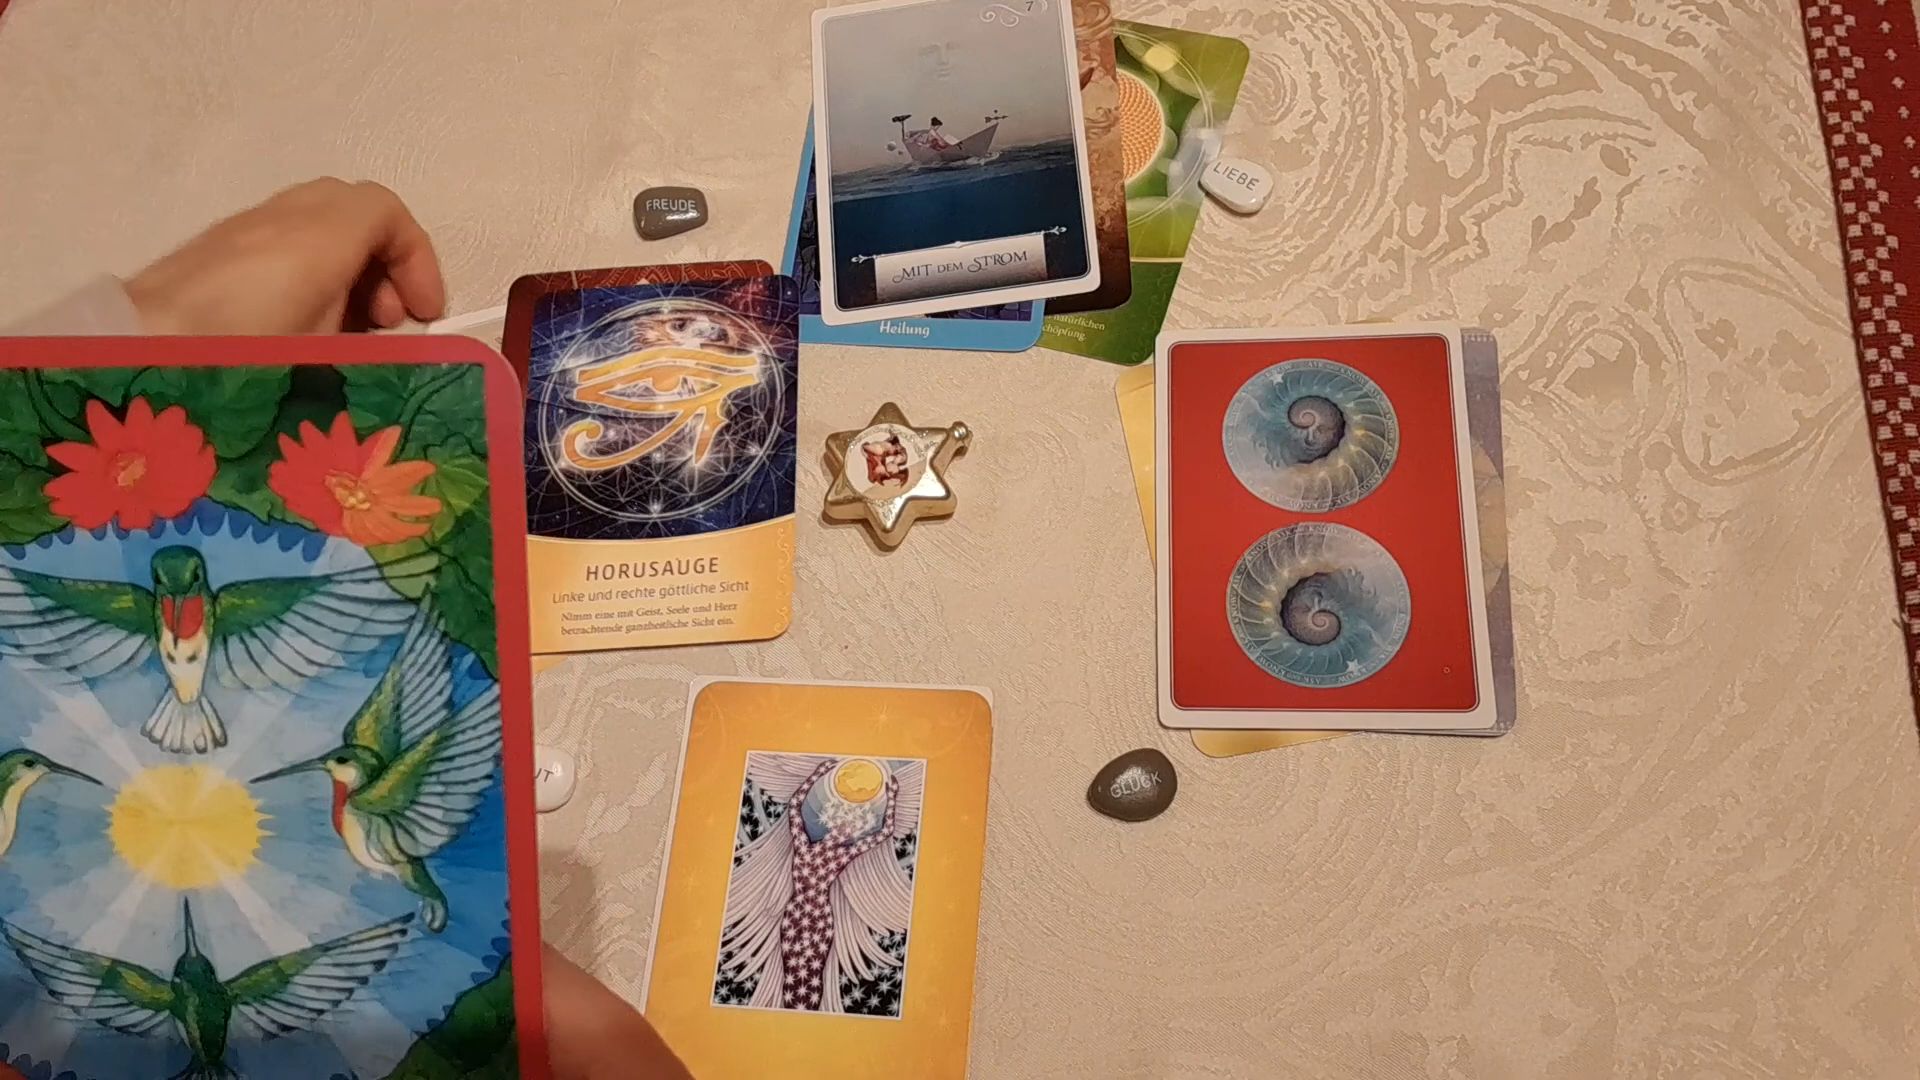 7
MIT DEM STROM
LIEBE
FREUDE
Heilung
natürlichen
HORUSAUGE
Linke und rechte göttliche Sicht
Nimm eine mit Geist, Seele und Herz
betrachtende ganzheitliche Sicht ein.
GLÜCK